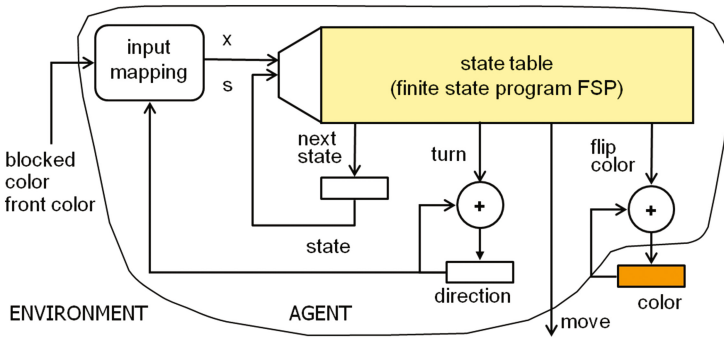 input
mapping
x
s
state table
(finite state program FSP)
blocked
color
front color
next
state
turn
flip
color
+
+
state
direction
color
ENVIRONMENT
AGENT
move